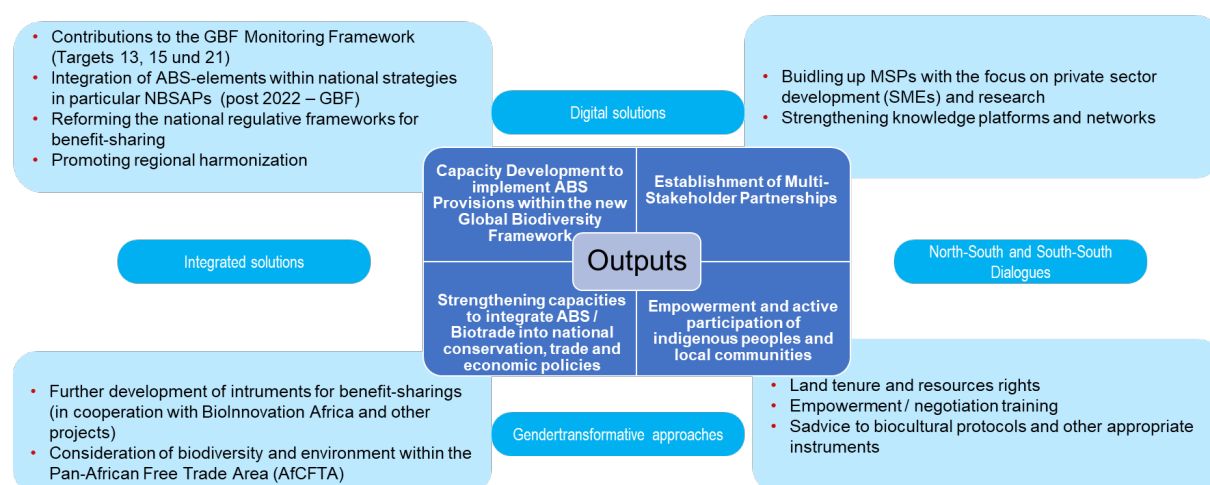 • Contributions to the GBF Monitoring Framework
(Targets 13, 15 und 21)
• Integration of ABS-elements within national strategies
in particular NBSAPs (post 2022 – GBF)
• Reforming the national regulative frameworks for
benefit-sharing
• Promoting regional harmonization
Digital solutions
• Buidling up MSPs with the focus on private sector
development (SMEs) and research
• Strengthening knowledge platforms and networks
Capacity Development to
implement ABS
Provisions within the new
Global Biodiversity
Framework
Establishment of Multi-
Stakeholder Partnerships
Integrated solutions
Outputs
North-South and South-South
Dialogues
Strengthening capacities
to integrate ABS /
Biotrade into national
conservation, trade and
economic policies
Empowerment and active
participation of
indigenous peoples and
local communities
• Further development of intruments for benefit-sharings
(in cooperation with BioInnovation Africa and other
projects)
• Consideration of biodiversity and environment within the
Pan-African Free Trade Area (AfCFTA)
Gendertransformative approaches
• Land tenure and resources rights
• Empowerment / negotiation training
• Sadvice to biocultural protocols and other appropriate
instruments